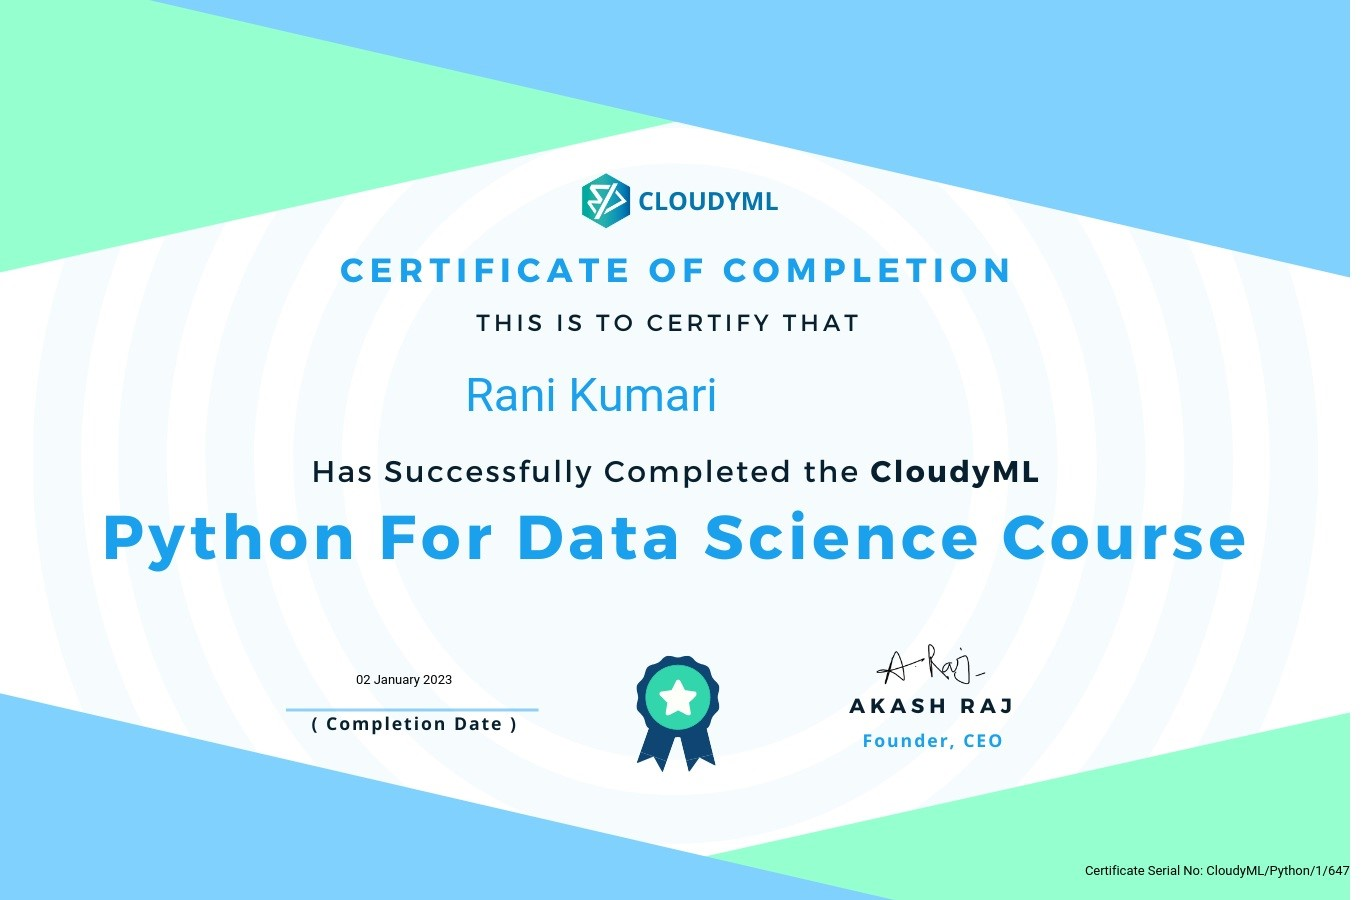 CLOUDYML
CERTIFICATE OF COMPLETION
THIS IS TO CERTIFY THAT
Rani Kumari
Has Successfully Completed the CloudyML
Python For Data Science Course
02 January 2023
( Completion Date )
A. Raj
AKASH RAJ
Founder, CEO
Certificate Serial No: CloudyML/Python/1/647